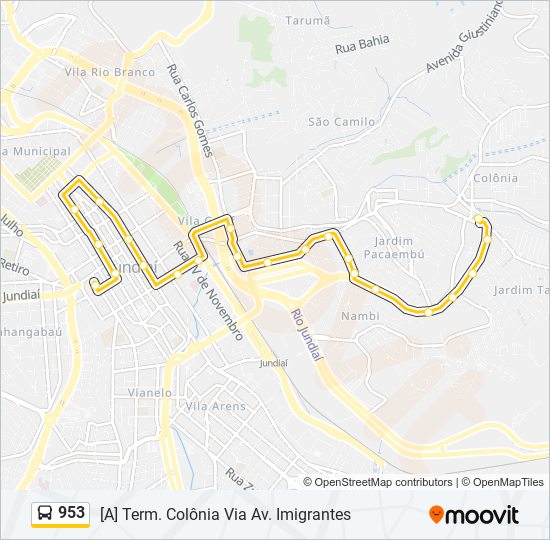 Tarumã
Rua Bahia
Avenida Giustiniano
Vila Rio Branco
Rua Carlos Gomes
São Camilo
a Municipal
Colônia
Julho
Vila G
Jardim
Pacaembú
Retiro
undiaí
Rua XV de Novembro
Jundiaí
Jardim Ta
Nambi
Rio Jundiaí
ahangabaú
Jundiaí
Vianelo
Vila Arens
Rua
© OpenStreetMap contributors | © OpenMapTiles
953
[A] Term. Colônia Via Av. Imigrantes
moovit